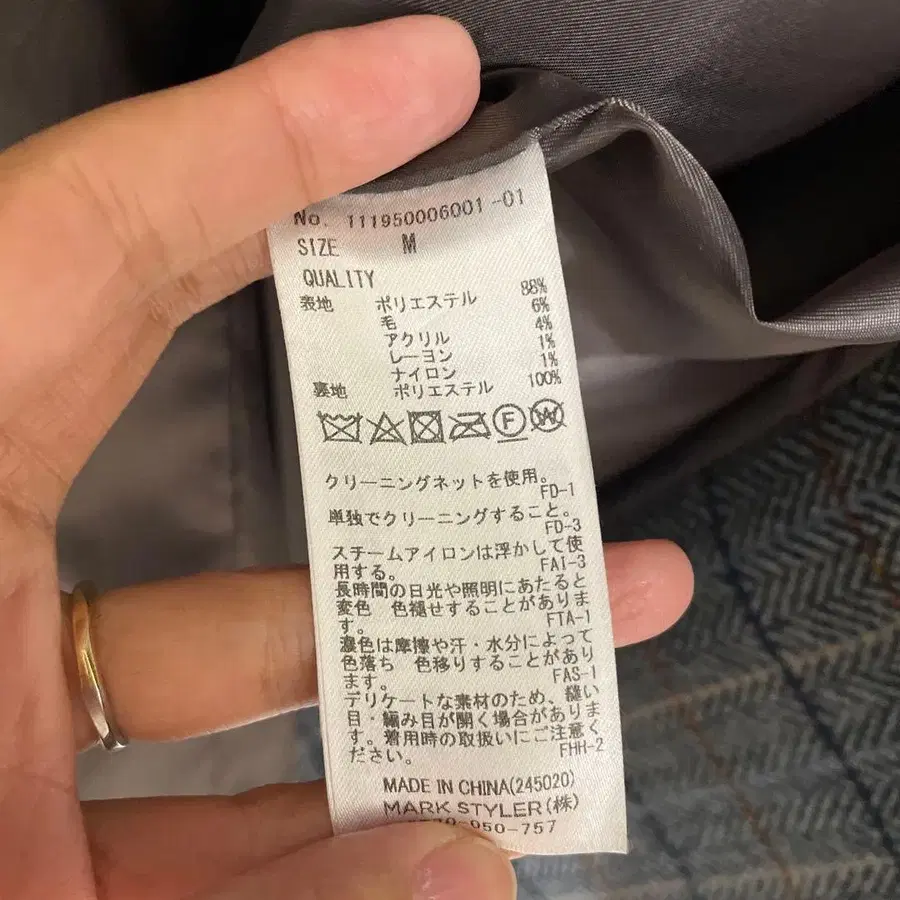 No. 111950006001-01
SIZE M
QUALITY
表地 ポリエステル 88%
毛 6%
アクリル 4%
レーヨン 1%
ナイロン 1%
裏地 ポリエステル 100%
F W
クリーニングネットを使用。
FD-1
単独でクリーニングすること。
FD-3
スチームアイロンは浮かして使
用する。 FAI-3
長時間の日光や照明にあたると
変色 色褪せすることがありま
す。 FTA-1
濃色は摩擦や汗・水分によって
色落ち 色移りすることがあり
ます。 FAS-1
デリケートな素材のため、縫い
目・編み目が開く場合がありま
す。着用時の取扱いにご注意く
ださい。 FHH-2
MADE IN CHINA(245020)
MARK STYLER(株)
-050-757